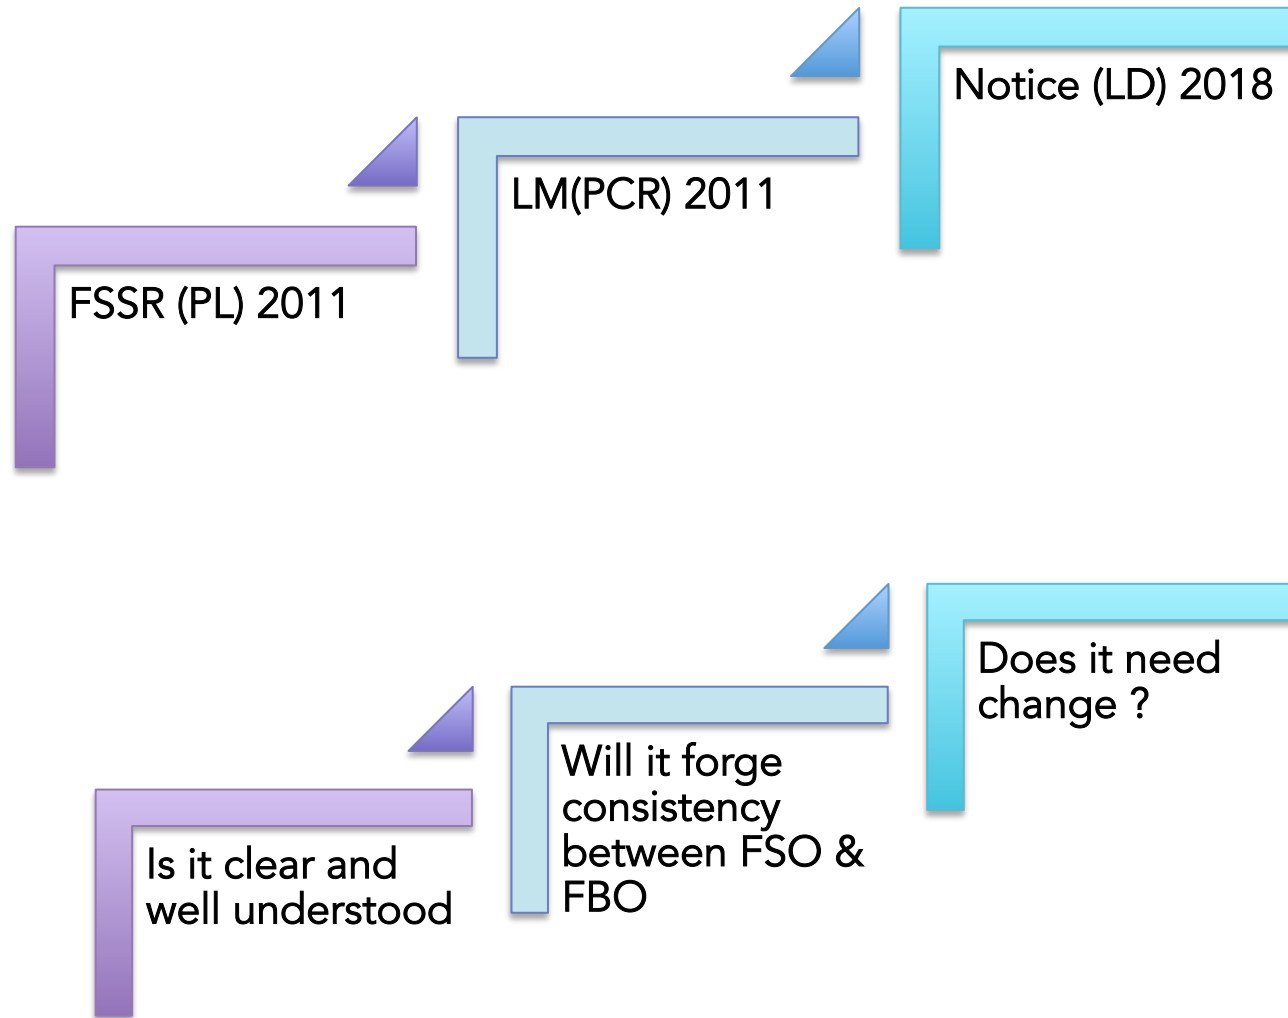 FSSR (PL) 2011
LM(PCR) 2011
Notice (LD) 2018
Is it clear and
well understood
Will it forge
consistency
between FSO &
FBO
Does it need
change ?